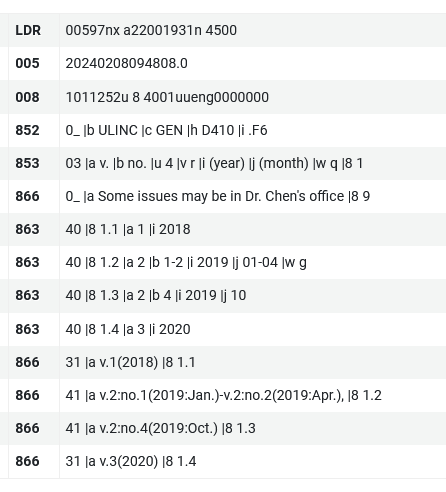 LDR 00597nx a22001931n 4500
005 20240208094808.0
008 1011252u 8 4001uueng0000000
852 0_ |b ULINC |c GEN |h D410 |i .F6
853 03 |a v. |b no. |u 4 |v r |i (year) |j (month) |w q |8 1
866 0_ |a Some issues may be in Dr. Chen's office |8 9
863 40 |8 1.1 |a 1 |i 2018
863 40 |8 1.2 |a 2 |b 1-2 |i 2019 |j 01-04 |w g
863 40 |8 1.3 |a 2 |b 4 |i 2019 |j 10
863 40 |8 1.4 |a 3 |i 2020
866 31 |a v.1(2018) |8 1.1
866 41 |a v.2:no.1(2019:Jan.)-v.2:no.2(2019:Apr.), |8 1.2
866 41 |a v.2:no.4(2019:Oct.) |8 1.3
866 31 |a v.3(2020) |8 1.4